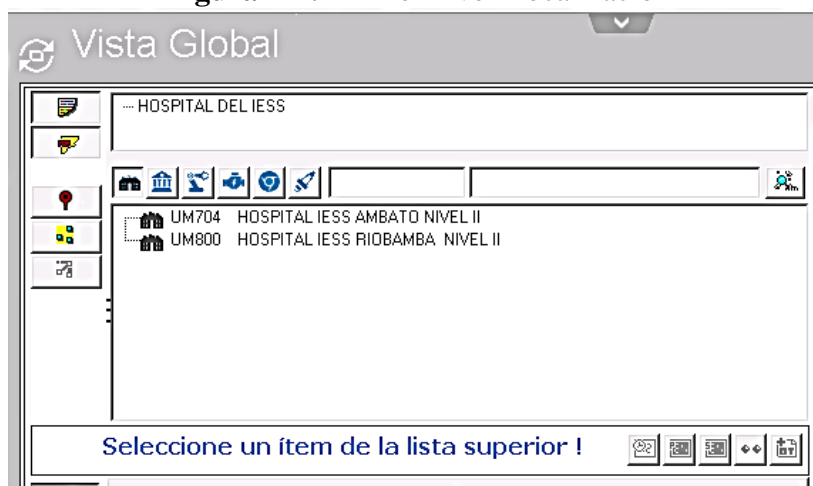 Vista Global
--- HOSPITAL DEL IESS
UM704 HOSPITAL IESS AMBATO NIVEL II
UM800 HOSPITAL IESS RIOBAMBA NIVEL II
Seleccione un ítem de la lista superior !